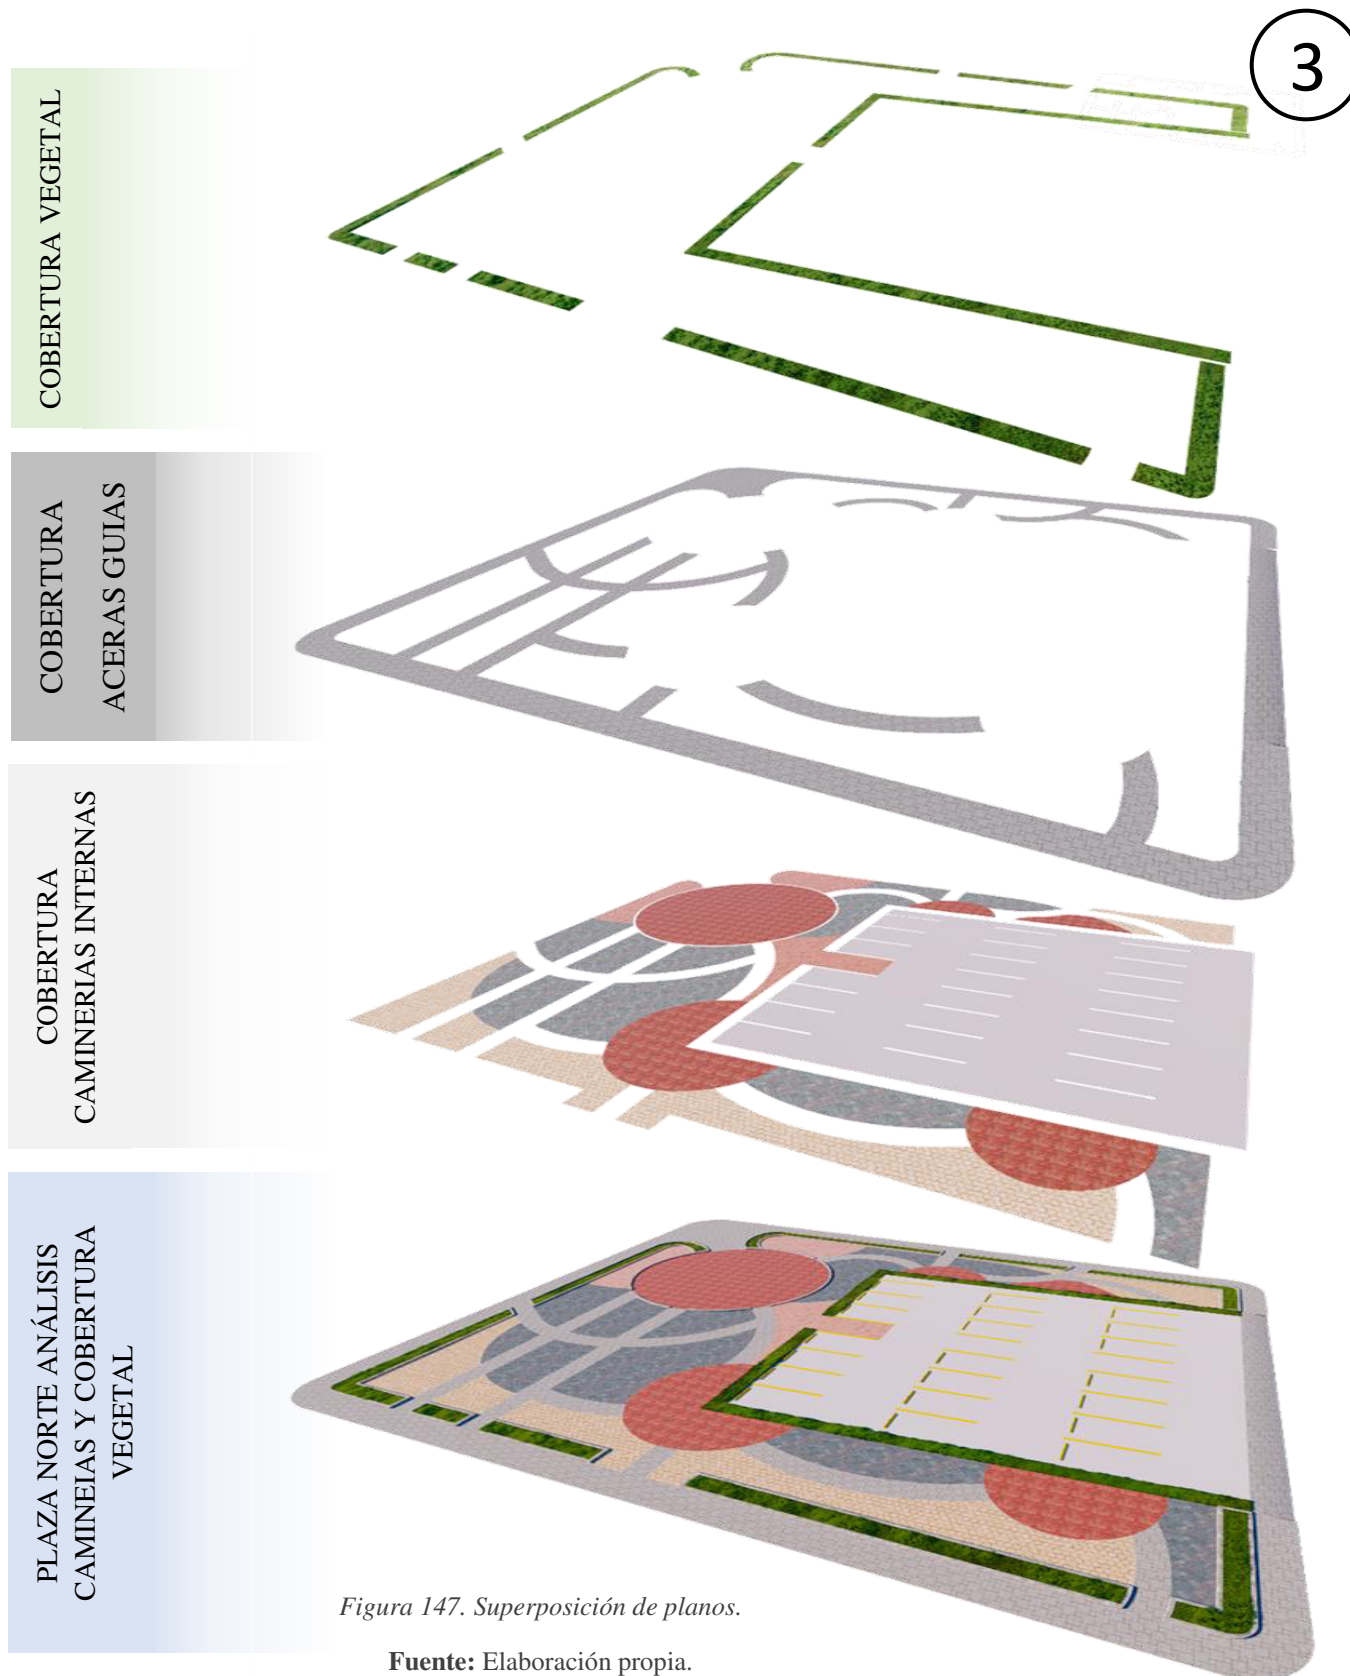 3
COBERTURA VEGETAL
COBERTURA
ACERAS GUIAS
COBERTURA
CAMINERIAS INTERNAS
PLAZA NORTE ANÁLISIS
CAMINEIAS Y COBERTURA
VEGETAL
Figura 147. Superposición de planos.
Fuente: Elaboración propia.